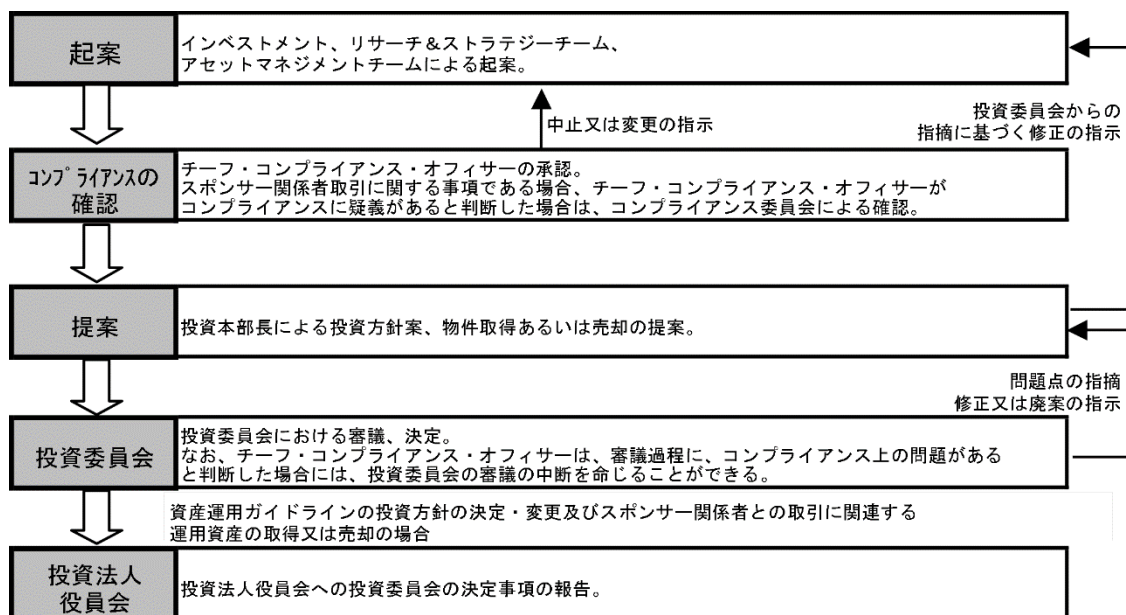 起案
インベストメント、リサーチ&ストラテジーチーム、
アセットマネジメントチームによる起案。
中止又は変更の指示
投資委員会からの
指摘に基づく修正の指示
コンプライアンスの
確認
チーフ・コンプライアンス・オフィサーの承認。
スポンサー関係者取引に関する事項である場合、チーフ・コンプライアンス・オフィサーが
コンプライアンスに疑義があると判断した場合は、コンプライアンス委員会による確認。
提案
投資本部長による投資方針案、物件取得あるいは売却の提案。
問題点の指摘
修正又は廃案の指示
投資委員会
投資委員会における審議、決定。
なお、チーフ・コンプライアンス・オフィサーは、審議過程に、コンプライアンス上の問題がある
と判断した場合には、投資委員会の審議の中断を命じることができる。
資産運用ガイドラインの投資方針の決定・変更及びスポンサー関係者との取引に関連する
運用資産の取得又は売却の場合
投資法人
役員会
投資法人役員会への投資委員会の決定事項の報告。